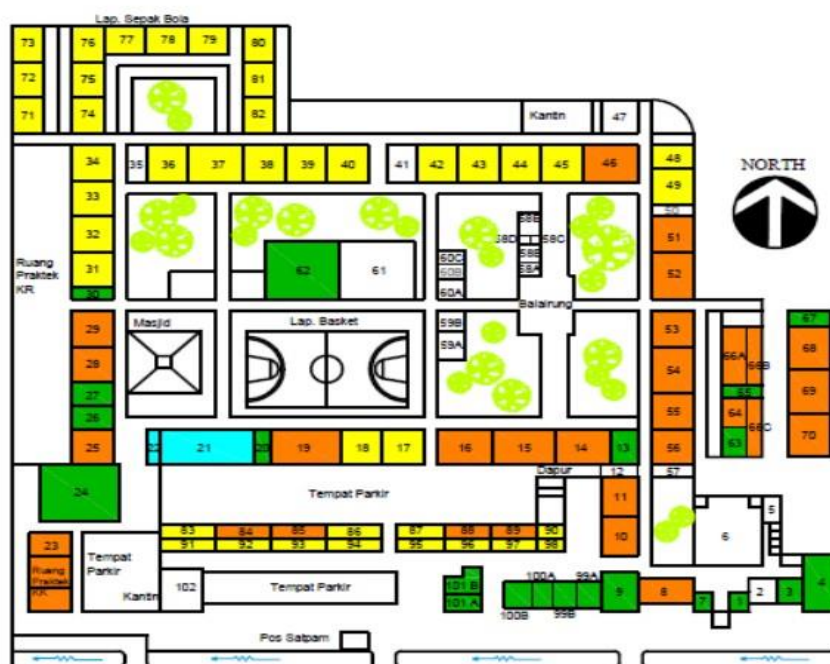 Lap. Sepak Bola
73 76 77 78 79 80
72 75 81
71 74 82
Kantin 47
34 35 36 37 38 39 40 41 42 43 44 45 46 48
NORTH
33 49
50
32 58E 51
58D 58C
62 61 60C 58B
31 60B 58A 52
Ruang
Praktek
KR
30 60A
Balairung
29 Masjid Lap. Basket 59B 53 67
28 59A 54 66A 66B 68
27 65 69
26 55 64 66C
25 22 21 20 19 18 17 16 15 14 13 56 63 70
Dapur 12 57
24 Tempat Parkir 11 5
83 84 85 86 87 88 89 90 10 6
91 92 93 94 95 96 97 98
23 Tempat
Parkir
Ruang
Praktek
KR
102 Tempat Parkir 101 B 100A 99A 9 8 2 3 4
Kantin 101 A 100B 99B 7 1
Pos Satpam